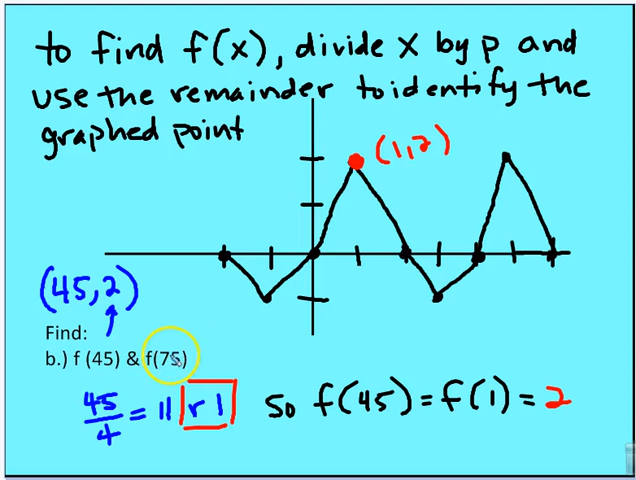 to find f(x), divide x by p and
use the remainder to identify the
graphed point
(1,2)
(45,2)
Find:
b.) f (45) & f(75)
45/4 = 11 r 1
so f(45) = f(1) = 2